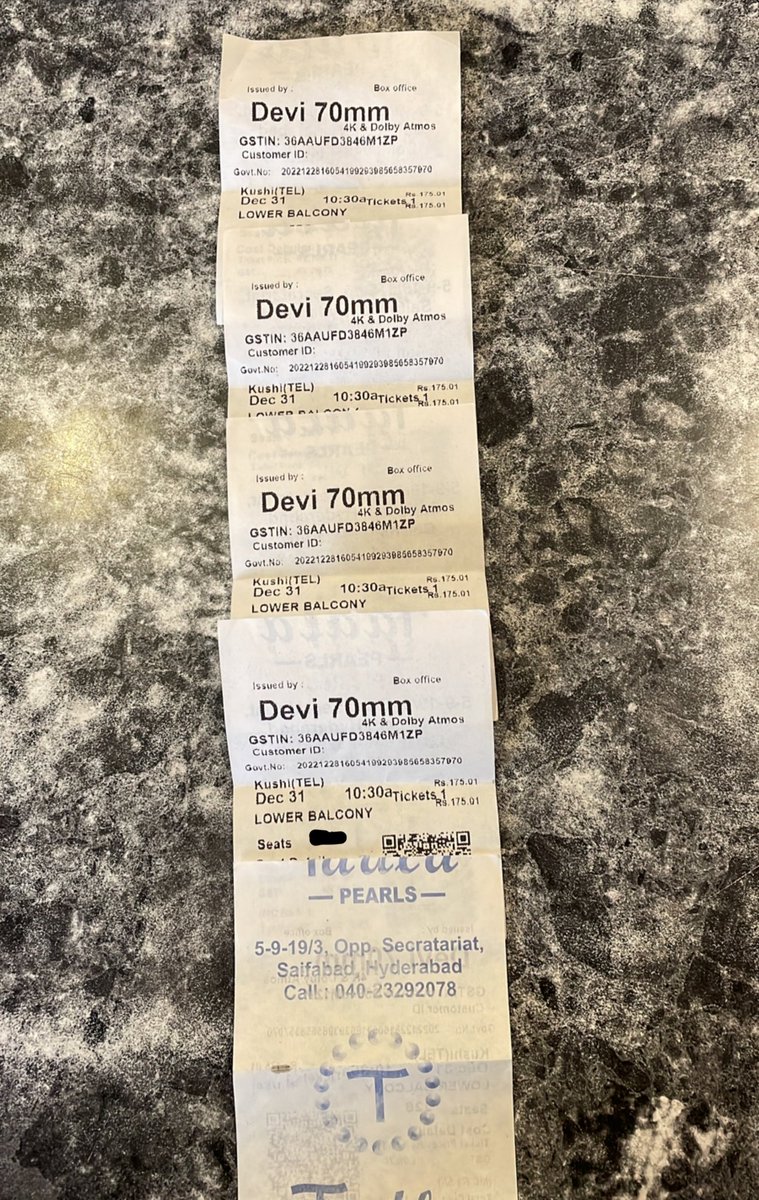 Issued by :
Box office
Devi 70mm
4K & Dolby Atmos
GSTIN: 36AAUFD3846M1ZP
Customer ID:
Govt.No: 20221228160541992939856583579​70
Kushi(TEL) Rs.175.01
Dec 31 10:30a Tickets 1 Rs.175.01
LOWER BALCONY
Issued by :
Box office
Devi 70mm
4K & Dolby Atmos
GSTIN: 36AAUFD3846M1ZP
Customer ID:
Govt.No: 2022122816054199293985658357970
Kushi(TEL) Rs.175.01
Dec 31 10:30a Tickets 1 Rs.175.01
LOWER BALCONY
Issued by :
Box office
Devi 70mm
4K & Dolby Atmos
GSTIN: 36AAUFD3846M1ZP
Customer ID:
Govt.No: 2022122816054199293985658357970
Kushi(TEL) Rs.175.01
Dec 31 10:30a Tickets 1 Rs.175.01
LOWER BALCONY
Issued by :
Box office
Devi 70mm
4K & Dolby Atmos
GSTIN: 36AAUFD3846M1ZP
Customer ID:
Govt.No: 2022122816054199293985658357970
Kushi(TEL) Rs.175.01
Dec 31 10:30a Tickets 1 Rs.175.01
LOWER BALCONY
Seats
— PEARLS —
5-9-19/3, Opp. Secratariat,
Saifabad, Hyderabad
Call : 040-23292078
T